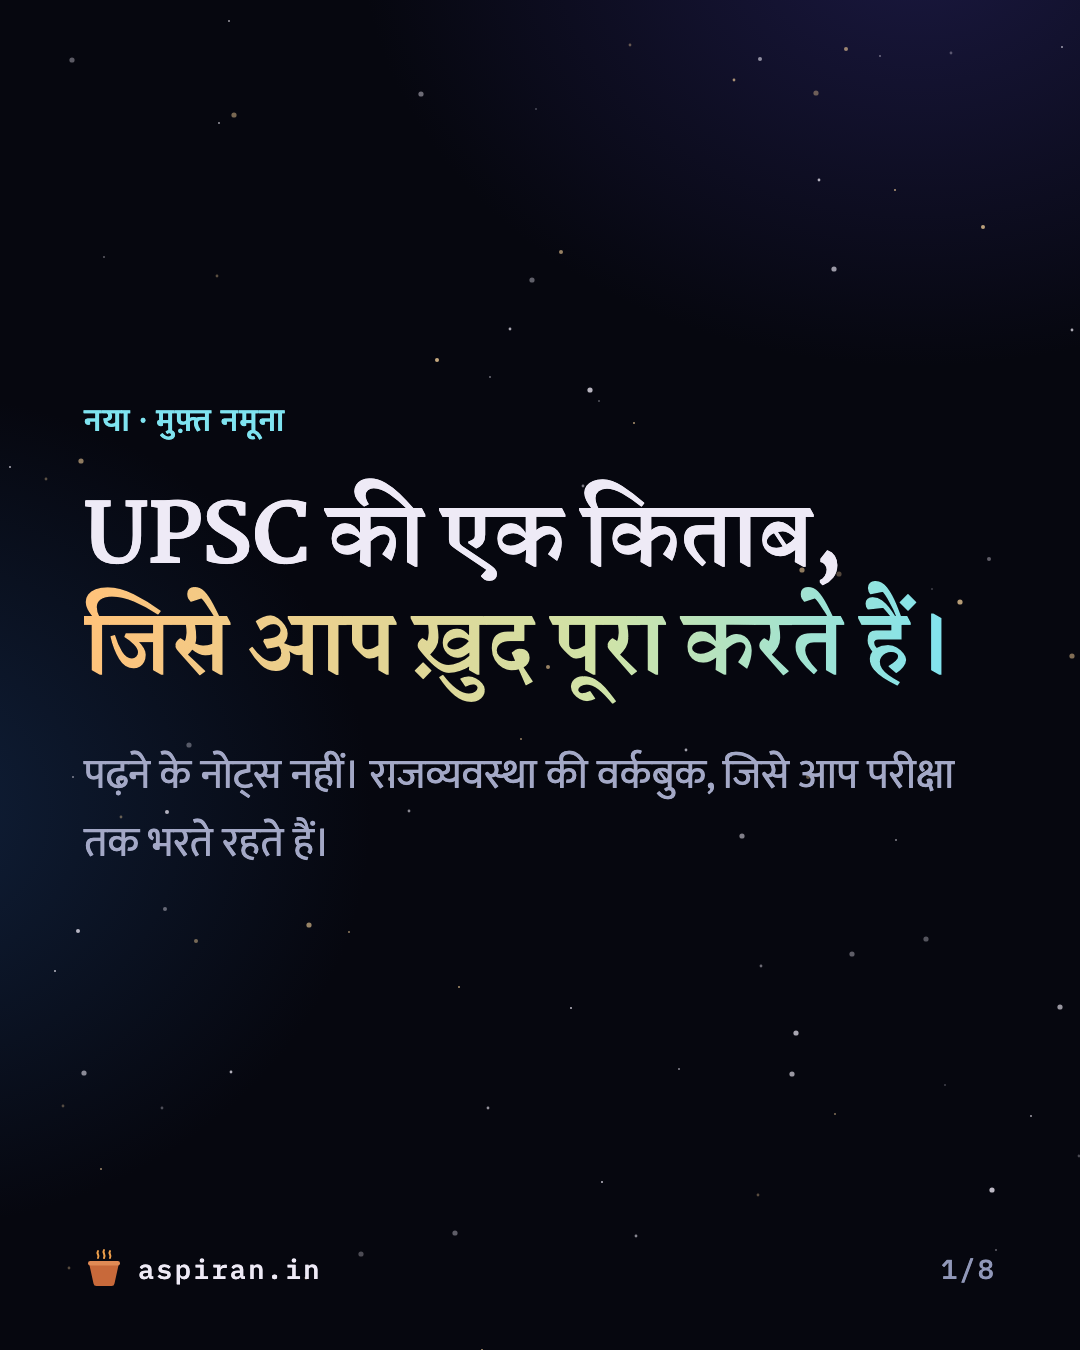 नया · मुफ़्त नमूना
UPSC की एक किताब,
जिसे आप ख़ुद पूरा करते हैं।
पढ़ने के नोट्स नहीं। राजव्यवस्था की वर्कबुक, जिसे आप परीक्षा
तक भरते रहते हैं।
aspiran.in
1/8